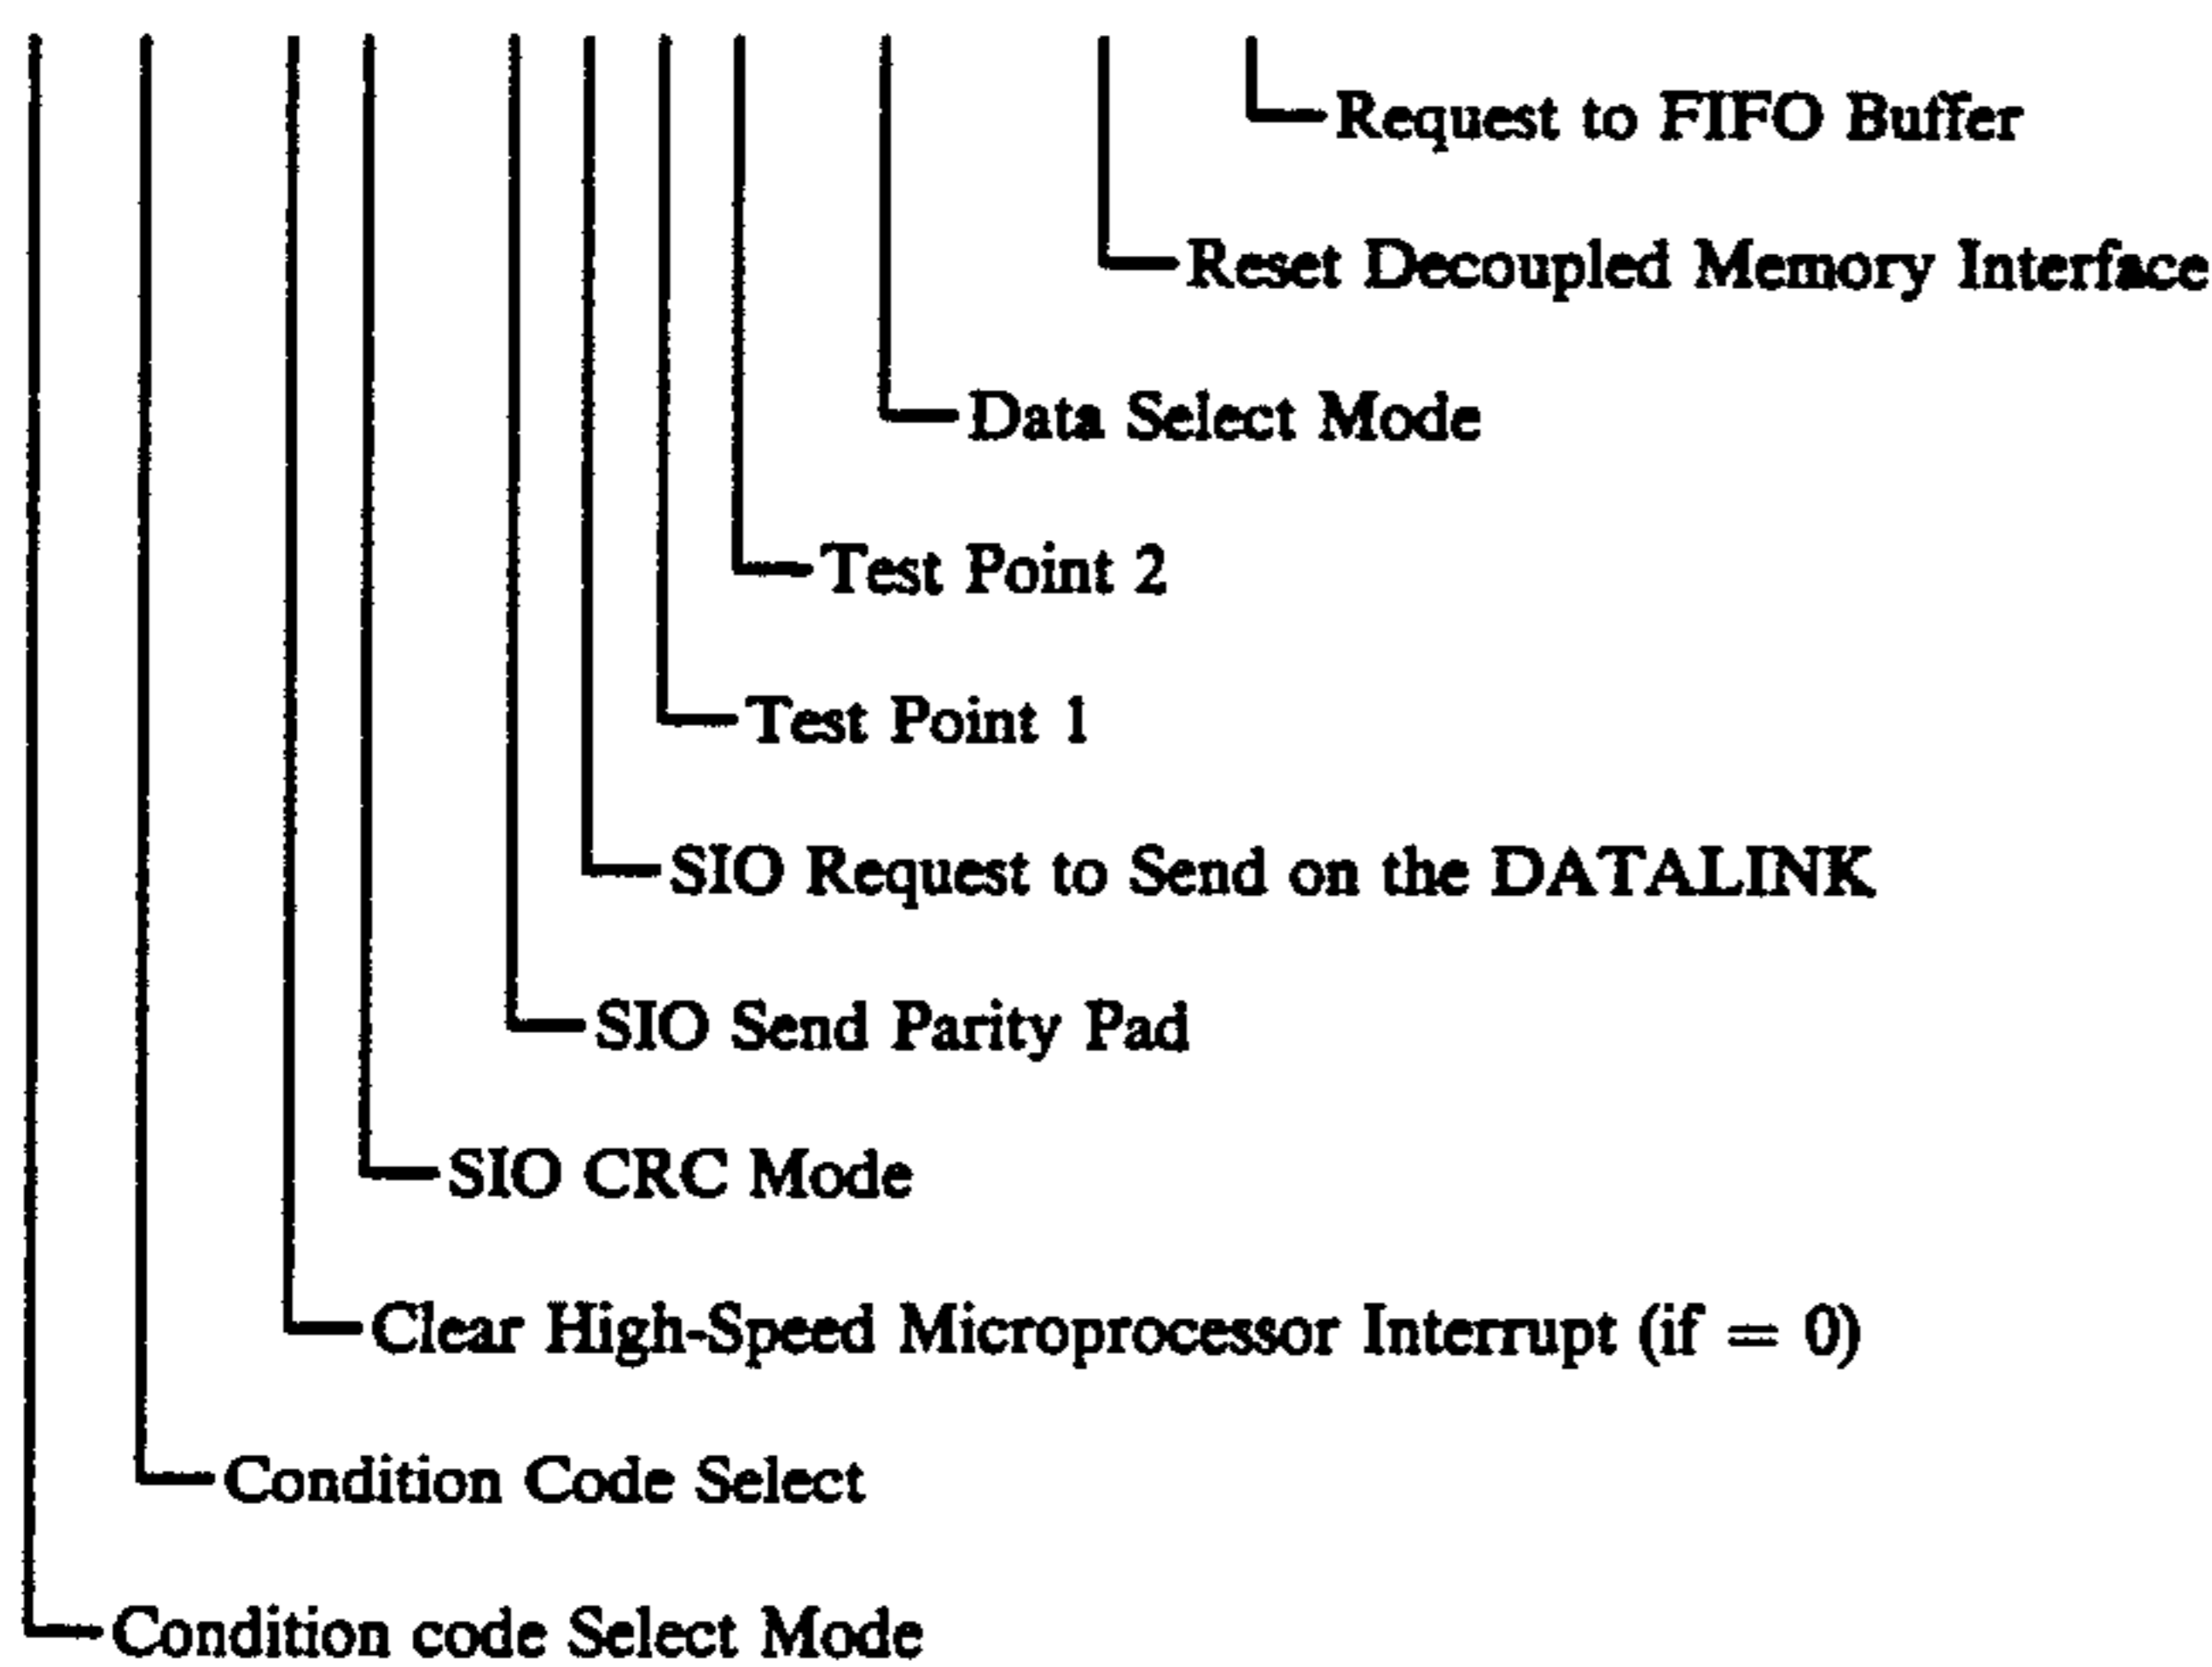 Request to FIFO Buffer
Reset Decoupled Memory Interface
Data Select Mode
Test Point 2
Test Point 1
SIO Request to Send on the DATALINK
SIO Send Parity Pad
SIO CRC Mode
Clear High-Speed Microprocessor Interrupt (if = 0)
Condition Code Select
Condition code Select Mode